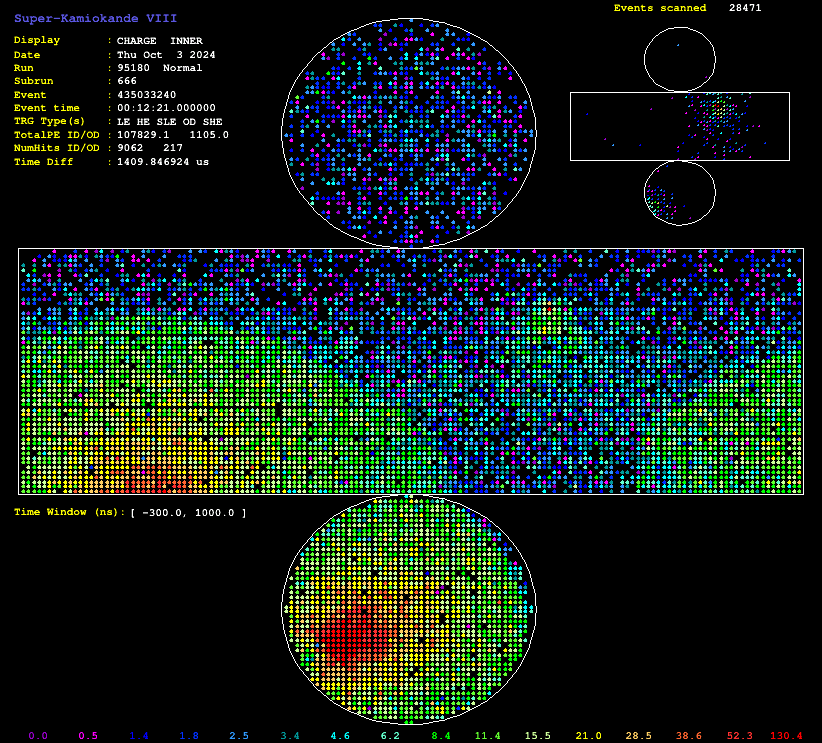 Super-Kamiokande VIII
Events scanned 28471
Display : CHARGE INNER
Date : Thu Oct 3 2024
Run : 95180 Normal
Subrun : 666
Event : 435033240
Event time : 00:12:21.000000
TRG Type(s) : LE HE SLE OD SHE
TotalPE ID/OD : 107829.1 1105.0
NumHits ID/OD : 9062 217
Time Diff : 1409.846924 us
Time Window (ns): [ -300.0, 1000.0 ]
0.0 0.5 1.4 1.8 2.5 3.4 4.6 6.2 8.4 11.4 15.5 21.0 28.5 38.6 52.3 130.4